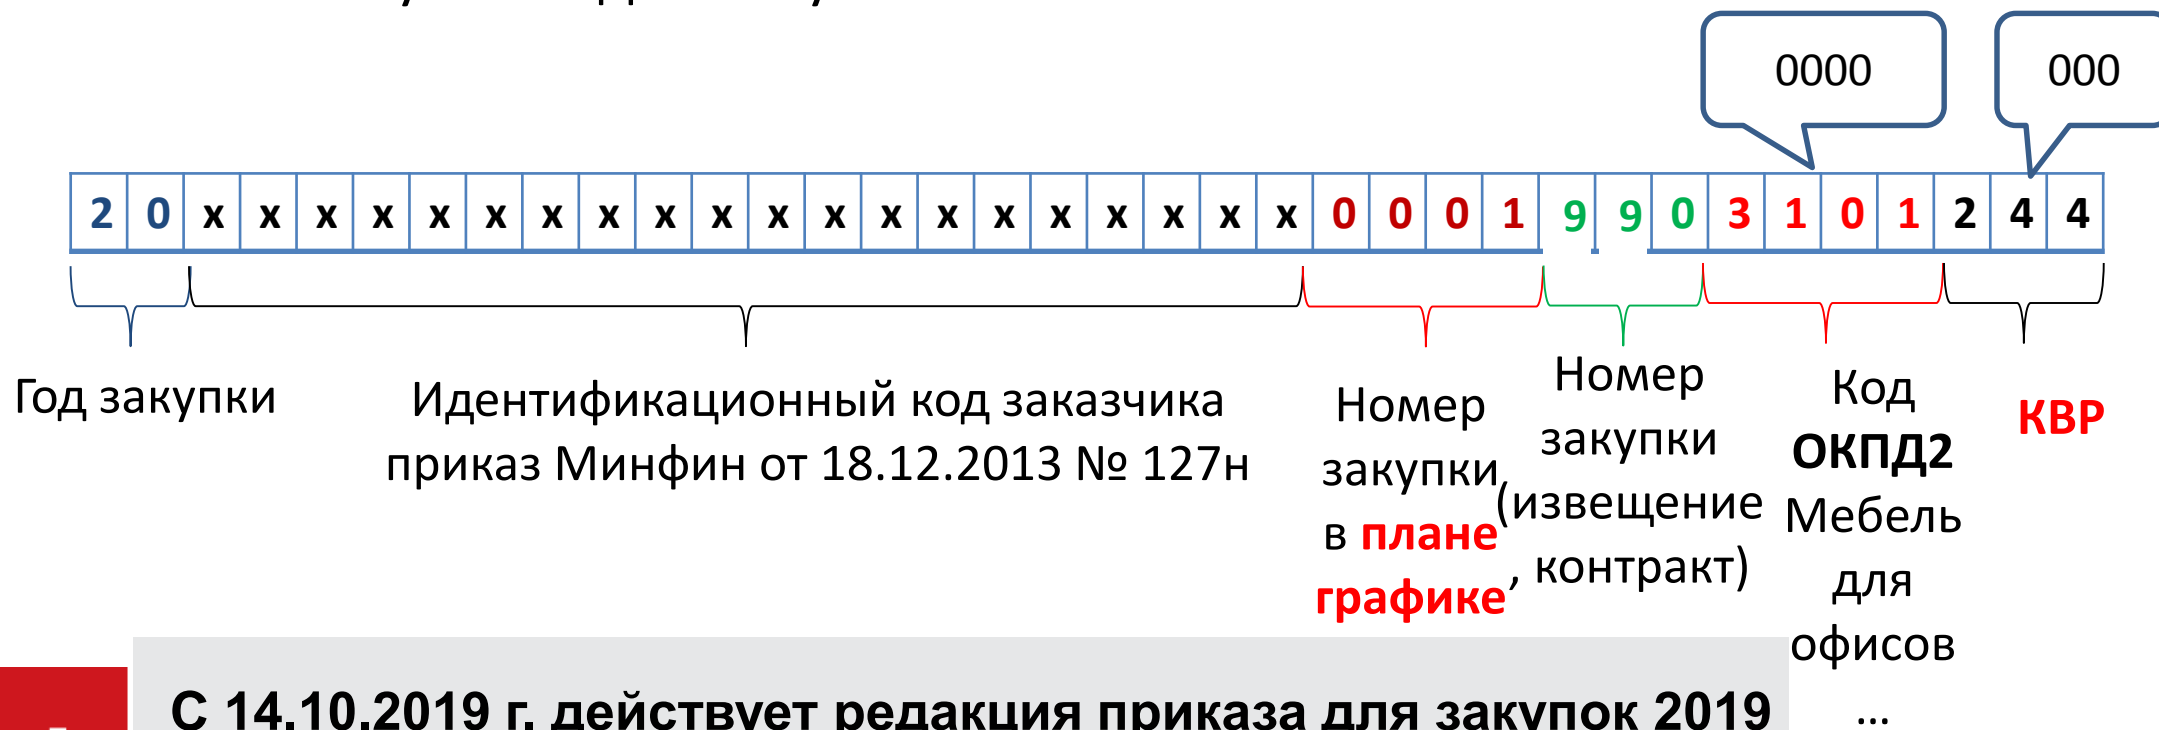 0000
000
2 0 x x x x x x x x x x x x x x x x x x x x 0 0 0 1 9 9 0 3 1 0 1 2 4 4
Год закупки
Идентификационный код заказчика
приказ Минфин от 18.12.2013 № 127н
Номер
закупки
в плане
графике
Номер
закупки
(извещение
, контракт)
Код
ОКПД2
Мебель
для
офисов
...
КВР
С 14.10.2019 г. действует редакция приказа для закупок 2019